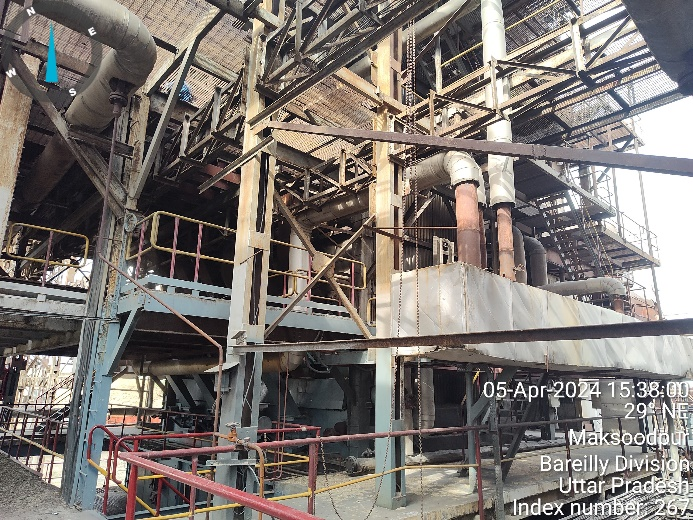 N
E
W
S
05-Apr-2024 15:38:00
29° NE
Maksoodpur
Bareilly Division
Uttar Pradesh
Index number: 267